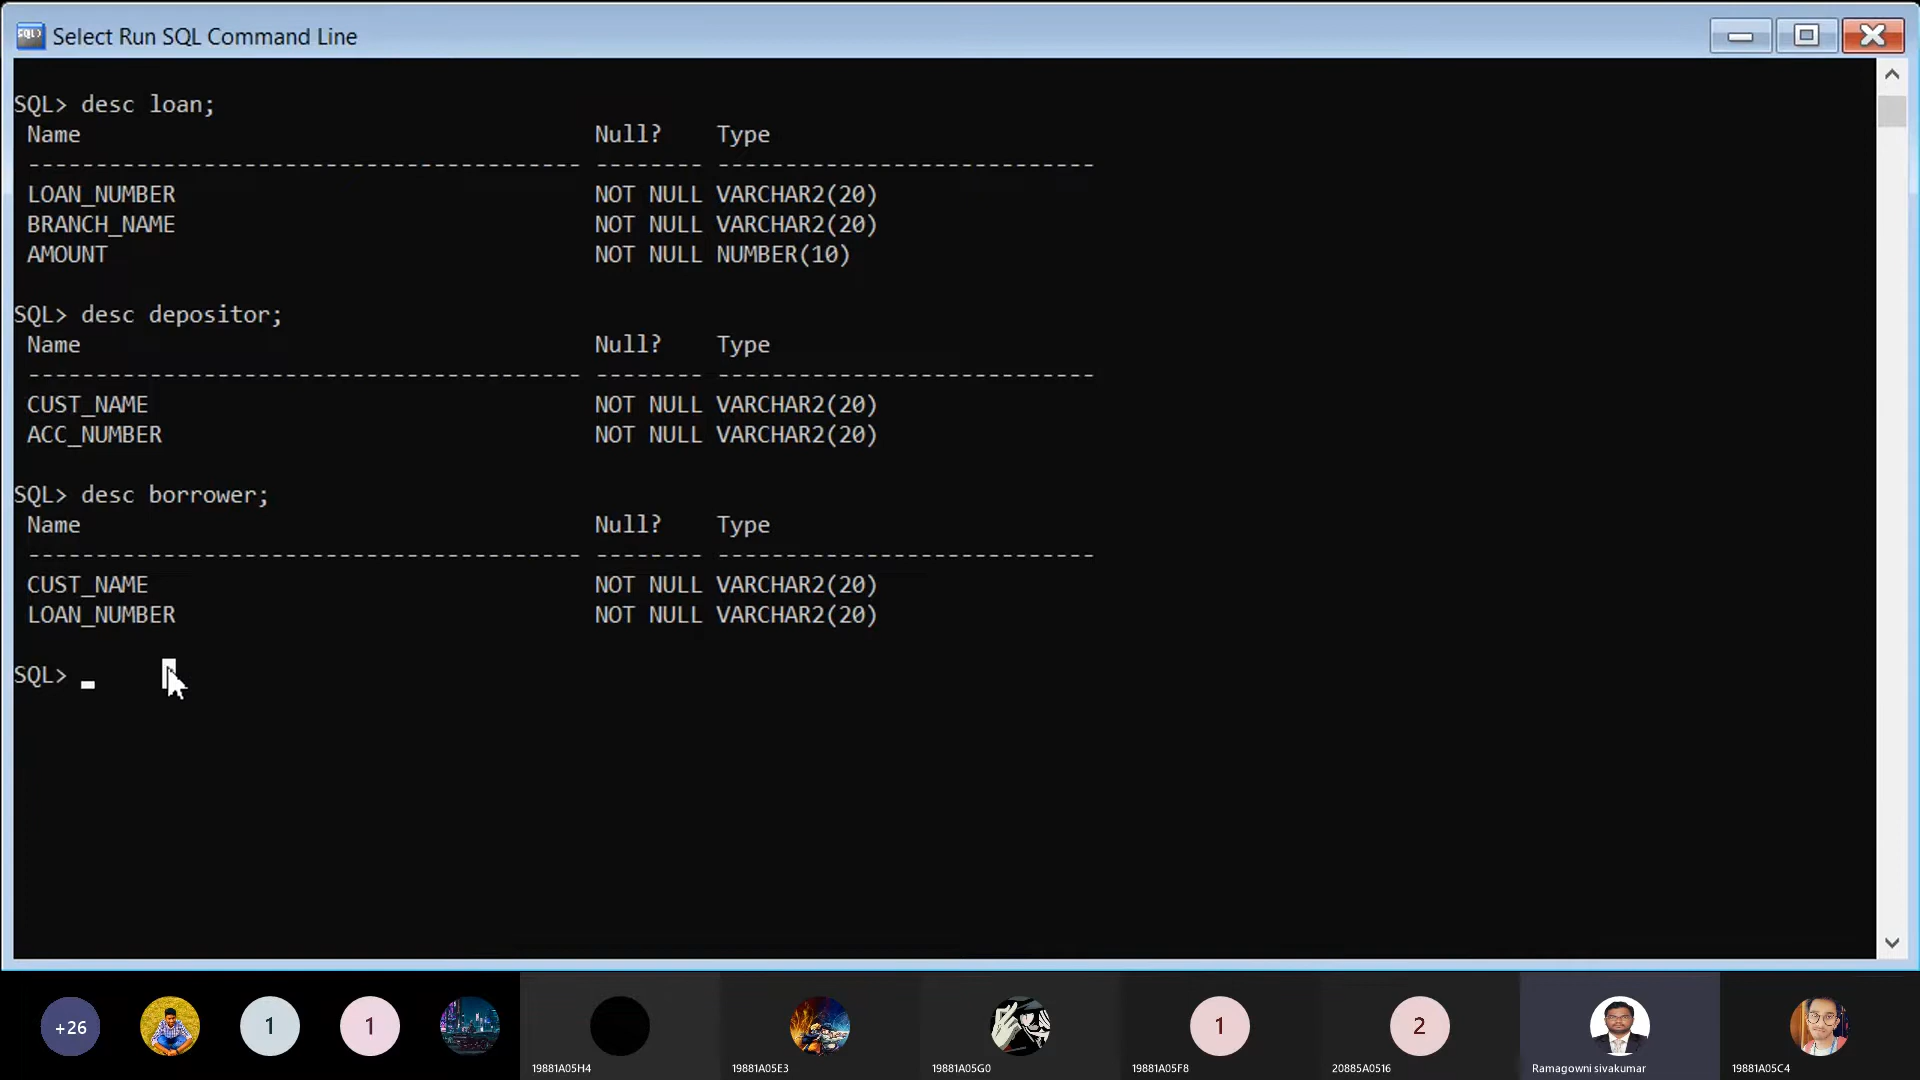 Select Run SQL Command Line
SQL> desc loan;
Name Null? Type
----------------------------------------- -------- ----------------------------
LOAN_NUMBER NOT NULL VARCHAR2(20)
BRANCH_NAME NOT NULL VARCHAR2(20)
AMOUNT NOT NULL NUMBER(10)
SQL> desc depositor;
Name Null? Type
----------------------------------------- -------- ----------------------------
CUST_NAME NOT NULL VARCHAR2(20)
ACC_NUMBER NOT NULL VARCHAR2(20)
SQL> desc borrower;
Name Null? Type
----------------------------------------- -------- ----------------------------
CUST_NAME NOT NULL VARCHAR2(20)
LOAN_NUMBER NOT NULL VARCHAR2(20)
SQL>
+26 1 1 1 2
19881A05H4 19881A05E3 19881A05G0 19881A05F8 20885A0516 Ramagowni sivakumar 19881A05C4